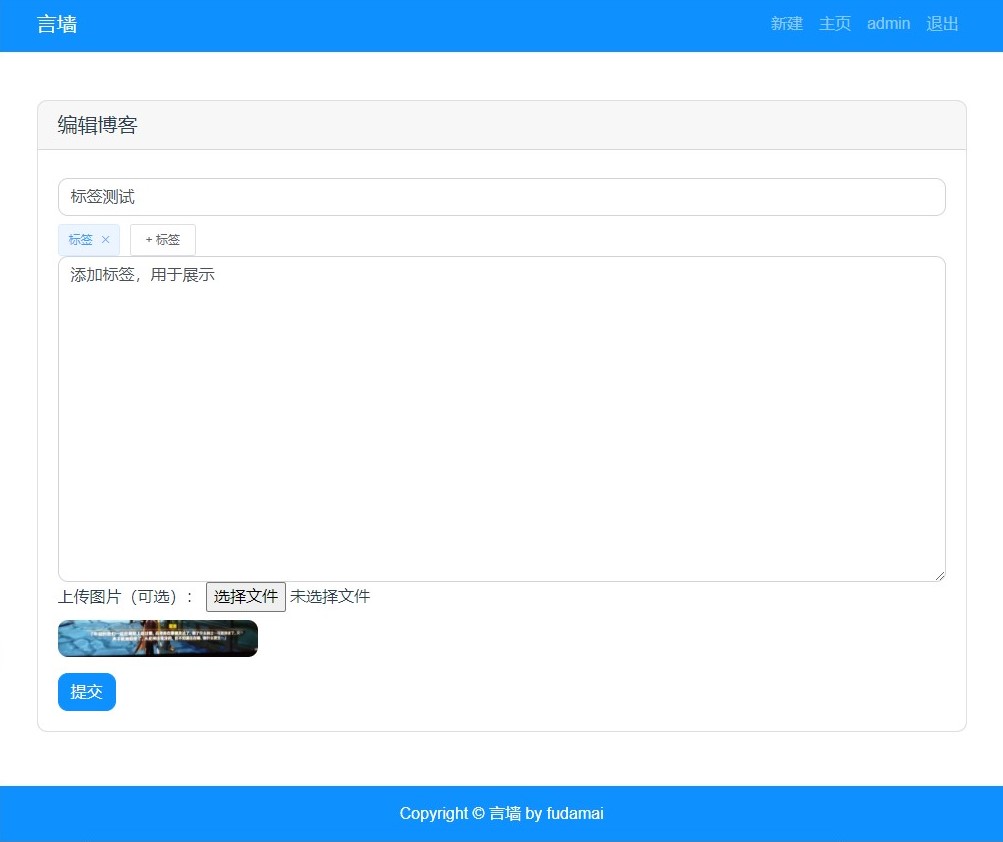 言墙
新建 主页 admin 退出
编辑博客
标签测试
标签 × + 标签
添加标签，用于展示
上传图片（可选）： 选择文件 未选择文件
提交
Copyright © 言墙 by fudamai